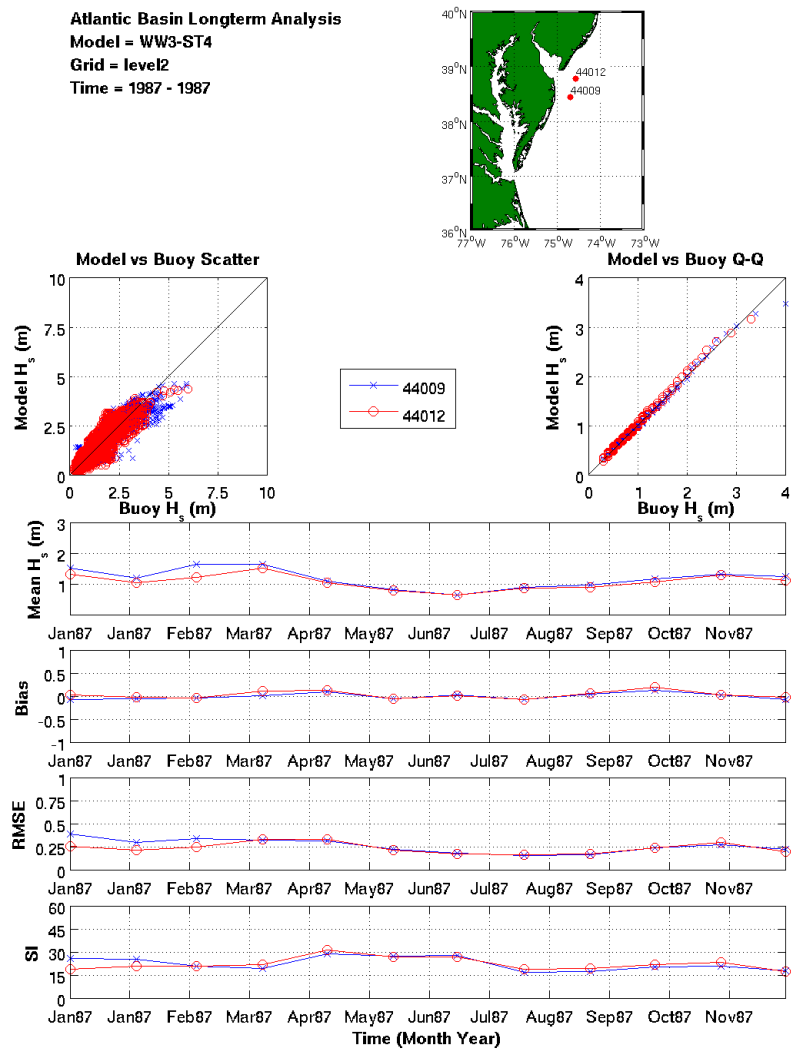 Atlantic Basin Longterm Analysis
Model = WW3-ST4
Grid = level2
Time = 1987 - 1987
40°N
39°N
38°N
37°N
36°N
77°W 76°W 75°W 74°W 73°W
44012
44009
Model vs Buoy Scatter
10
7.5
5
2.5
0
0 2.5 5 7.5 10
Model Hs (m)
Buoy Hs (m)
44009
44012
Model vs Buoy Q-Q
4
3
2
1
0
0 1 2 3 4
Model Hs (m)
Buoy Hs (m)
Mean Hs (m)
3
2
1
Jan87 Jan87 Feb87 Mar87 Apr87 May87 Jun87 Jul87 Aug87 Sep87 Oct87 Nov87
Bias
1
0.5
0
-0.5
-1
Jan87 Jan87 Feb87 Mar87 Apr87 May87 Jun87 Jul87 Aug87 Sep87 Oct87 Nov87
RMSE
1
0.75
0.5
0.25
0
Jan87 Jan87 Feb87 Mar87 Apr87 May87 Jun87 Jul87 Aug87 Sep87 Oct87 Nov87
SI
60
45
30
15
0
Jan87 Jan87 Feb87 Mar87 Apr87 May87 Jun87 Jul87 Aug87 Sep87 Oct87 Nov87
Time (Month Year)